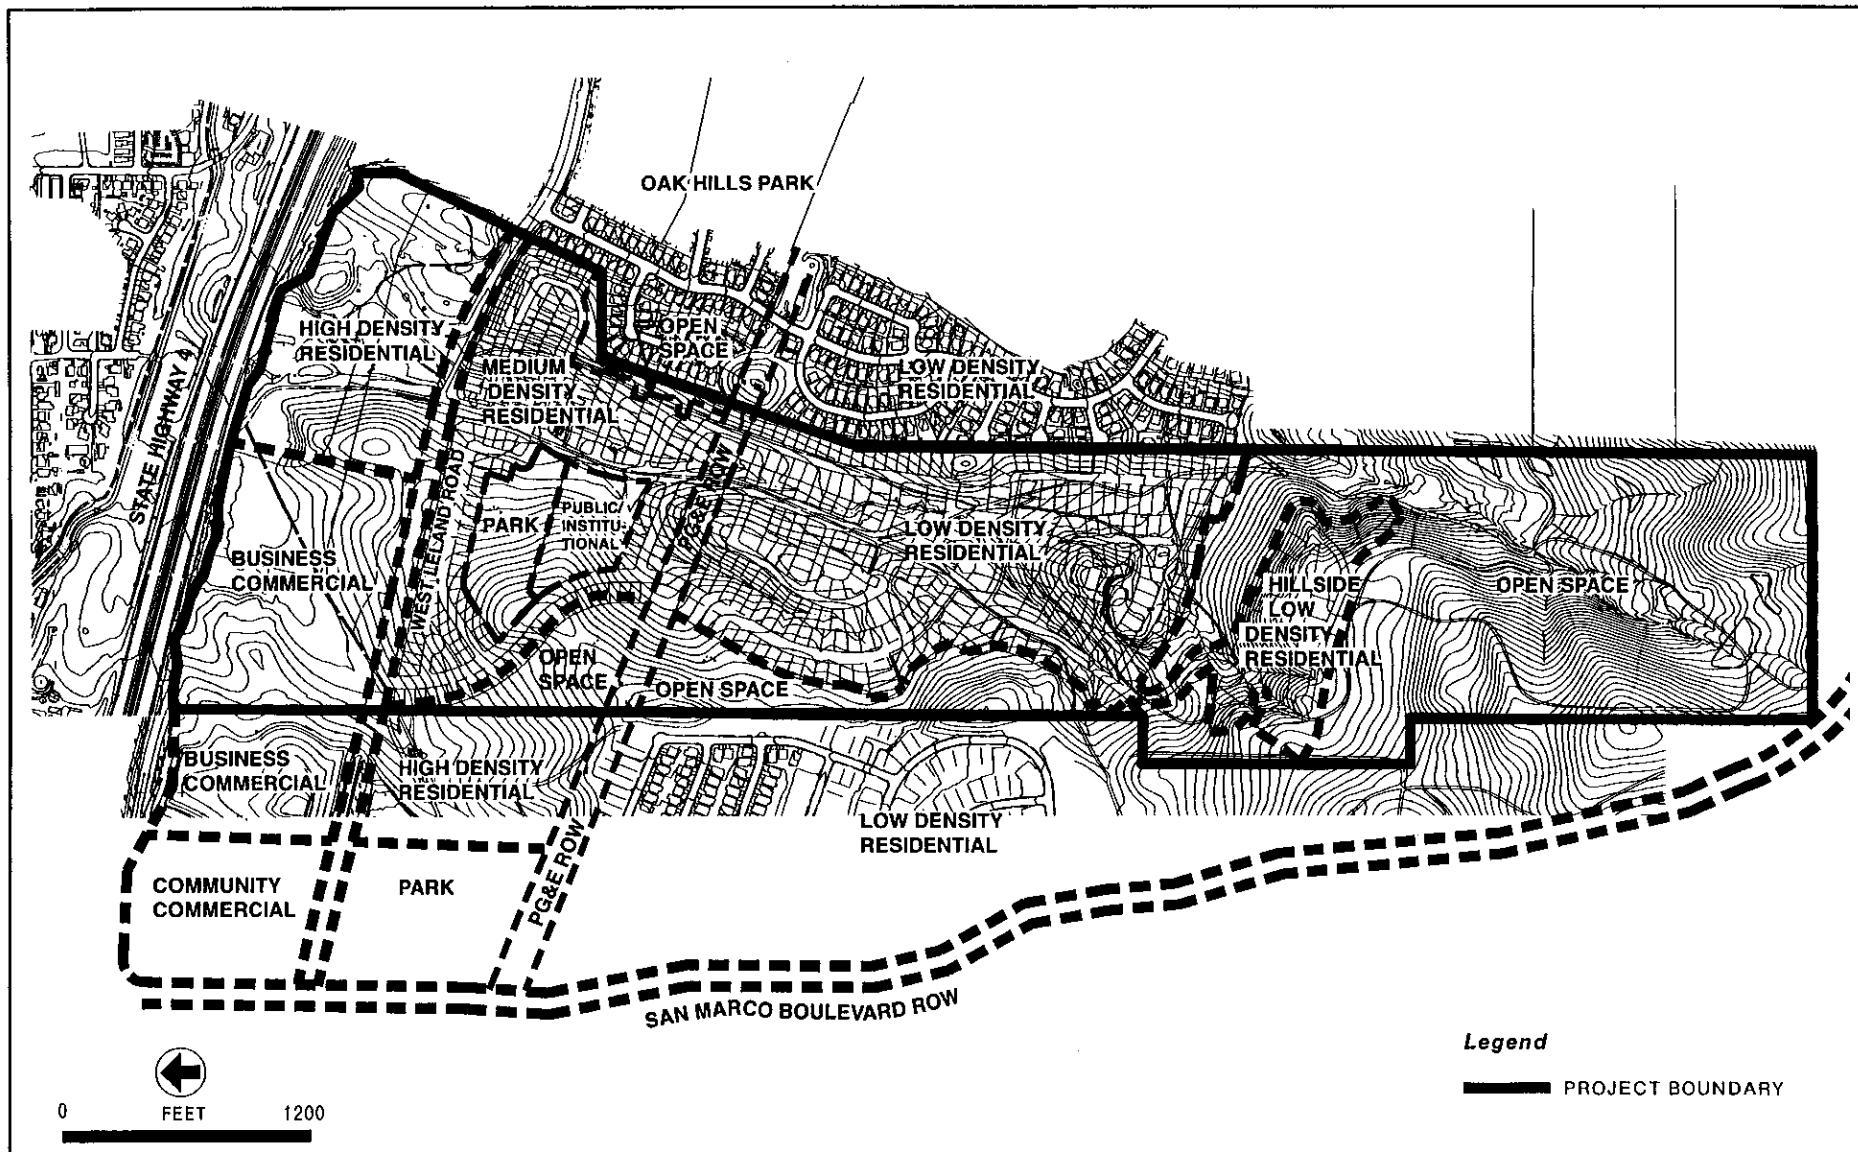 OAK HILLS PARK
HIGH DENSITY
RESIDENTIAL
OPEN
SPACE
STATE HIGHWAY 4
MEDIUM
DENSITY
RESIDENTIAL
LOW DENSITY
RESIDENTIAL
WEST LELAND ROAD
PG&E ROW
PARK
PUBLIC/
INSTITU-
TIONAL
LOW DENSITY
RESIDENTIAL
BUSINESS
COMMERCIAL
HILLSIDE
LOW
DENSITY
RESIDENTIAL
OPEN SPACE
OPEN
SPACE
OPEN SPACE
BUSINESS
COMMERCIAL
HIGH DENSITY
RESIDENTIAL
LOW DENSITY
RESIDENTIAL
COMMUNITY
COMMERCIAL
PARK
PG&E ROW
SAN MARCO BOULEVARD ROW
Legend
PROJECT BOUNDARY
0 FEET 1200